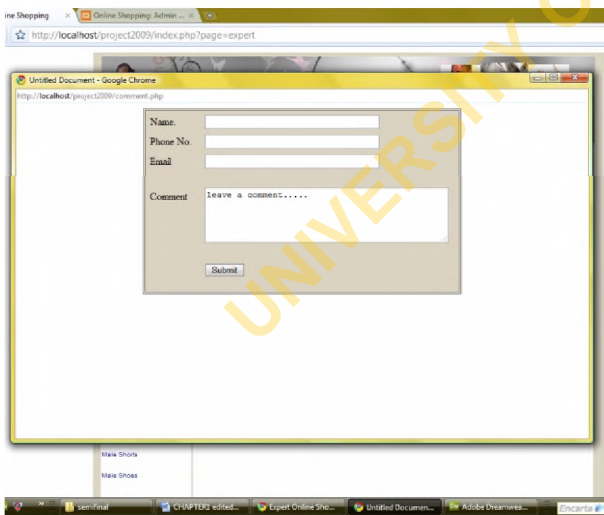 ine Shopping
Online Shopping: Admin ...
http://localhost/project2009/index.php?page=expert
Untitled Document - Google Chrome
http://localhost/project2009/comment.php
Name.
Phone No.
Email
Comment
leave a comment.....
Submit
UNIVERSITY O
Male Shorts
Male Shoes
semifinal
CHAPTER1 edited...
Expert Online Sho...
Untitled Documen...
Adobe Dreamwea...
Encarta